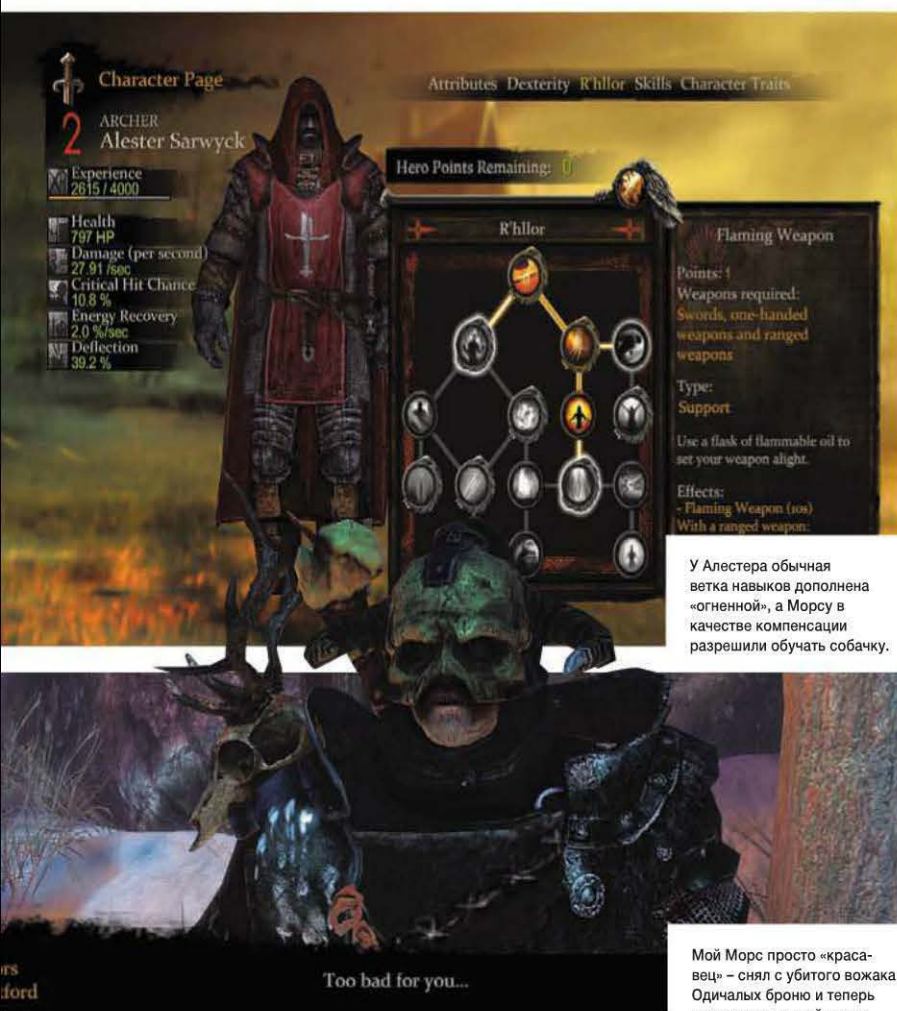 Character Page
Attributes Dexterity R'hllor Skills Character Traits
2
ARCHER
Alester Sarwyck
Experience
2615 / 4000
Health
797 HP
Damage (per second)
27.91 /sec
Critical Hit Chance
10.8 %
Energy Recovery
2.0 %/sec
Deflection
39.2 %
Hero Points Remaining: 0
R'hllor
Flaming Weapon
Points: 1
Weapons required:
Swords, one-handed
weapons and ranged
weapons
Type:
Support
Use a flask of flammable oil to
set your weapon alight.
Effects:
- Flaming Weapon (10s)
With a ranged weapon:
У Алестера обычная
ветка навыков дополнена
«огненной», а Морсу в
качестве компенсации
разрешили обучать собачку.
Too bad for you...
Мой Морс просто «краса-
вец» – снял с убитого вожака
Одичалых броню и теперь